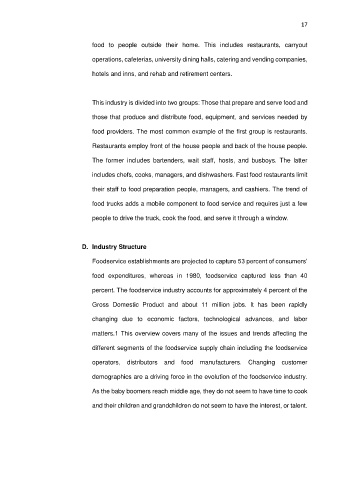 17
food to people outside their home. This includes restaurants, carryout
operations, cafeterias, university dining halls, catering and vending companies,
hotels and inns, and rehab and retirement centers.
This industry is divided into two groups: Those that prepare and serve food and
those that produce and distribute food, equipment, and services needed by
food providers. The most common example of the first group is restaurants.
Restaurants employ front of the house people and back of the house people.
The former includes bartenders, wait staff, hosts, and busboys. The latter
includes chefs, cooks, managers, and dishwashers. Fast food restaurants limit
their staff to food preparation people, managers, and cashiers. The trend of
food trucks adds a mobile component to food service and requires just a few
people to drive the truck, cook the food, and serve it through a window.
D. Industry Structure
Foodservice establishments are projected to capture 53 percent of consumers'
food expenditures, whereas in 1980, foodservice captured less than 40
percent. The foodservice industry accounts for approximately 4 percent of the
Gross Domestic Product and about 11 million jobs. It has been rapidly
changing due to economic factors, technological advances, and labor
matters.1 This overview covers many of the issues and trends affecting the
different segments of the foodservice supply chain including the foodservice
operators, distributors and food manufacturers. Changing customer
demographics are a driving force in the evolution of the foodservice industry.
As the baby boomers reach middle age, they do not seem to have time to cook
and their children and grandchildren do not seem to have the interest, or talent.